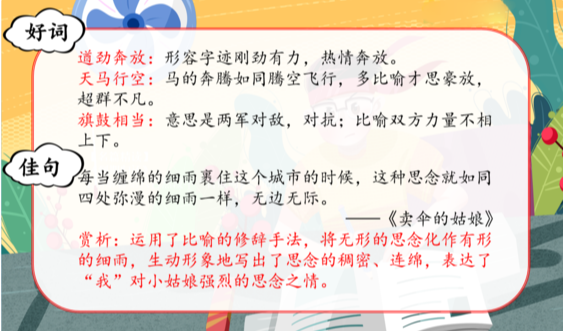 好词
道劲奔放：形容字迹刚劲有力，热情奔放。
天马行空：马的奔腾如同腾空飞行，多比喻才思豪放，
超群不凡。
旗鼓相当：意思是两军对敌，对抗；比喻双方力量不相
上下。
佳句
每当缠绵的细雨裹住这个城市的时候，这种思念就如同
四处弥漫的细雨一样，无边无际。
——《卖伞的姑娘》
赏析：运用了比喻的修辞手法，将无形的思念化作有形
的细雨，生动形象地写出了思念的稠密、连绵，表达了
“我”对小姑娘强烈的思念之情。